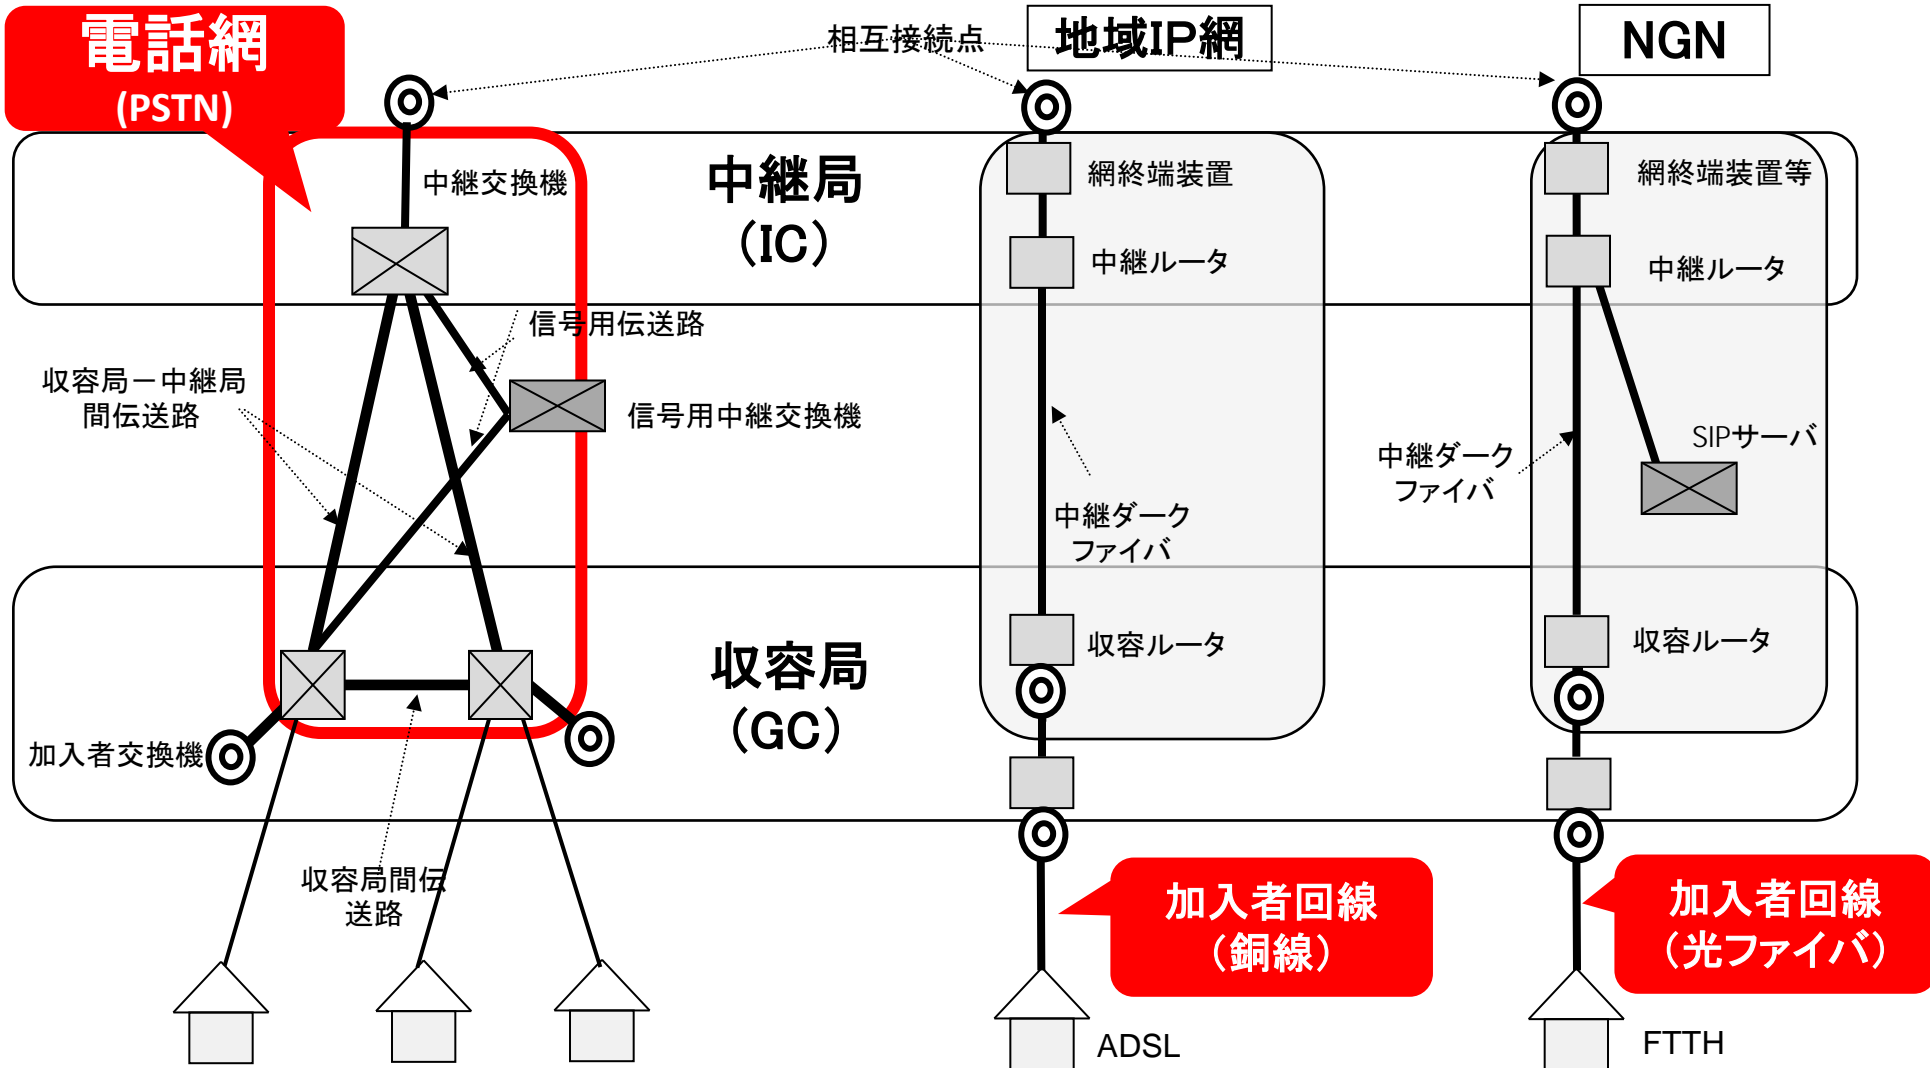 電話網
(PSTN)
相互接続点
地域IP網
NGN
中継交換機
中継局
（IC）
網終端装置
網終端装置等
中継ルータ
中継ルータ
信号用伝送路
収容局－中継局
間伝送路
信号用中継交換機
SIPサーバ
中継ダーク
ファイバ
中継ダーク
ファイバ
収容局
（GC）
収容ルータ
収容ルータ
加入者交換機
収容局間伝
送路
加入者回線
（銅線）
加入者回線
（光ファイバ）
ADSL
FTTH